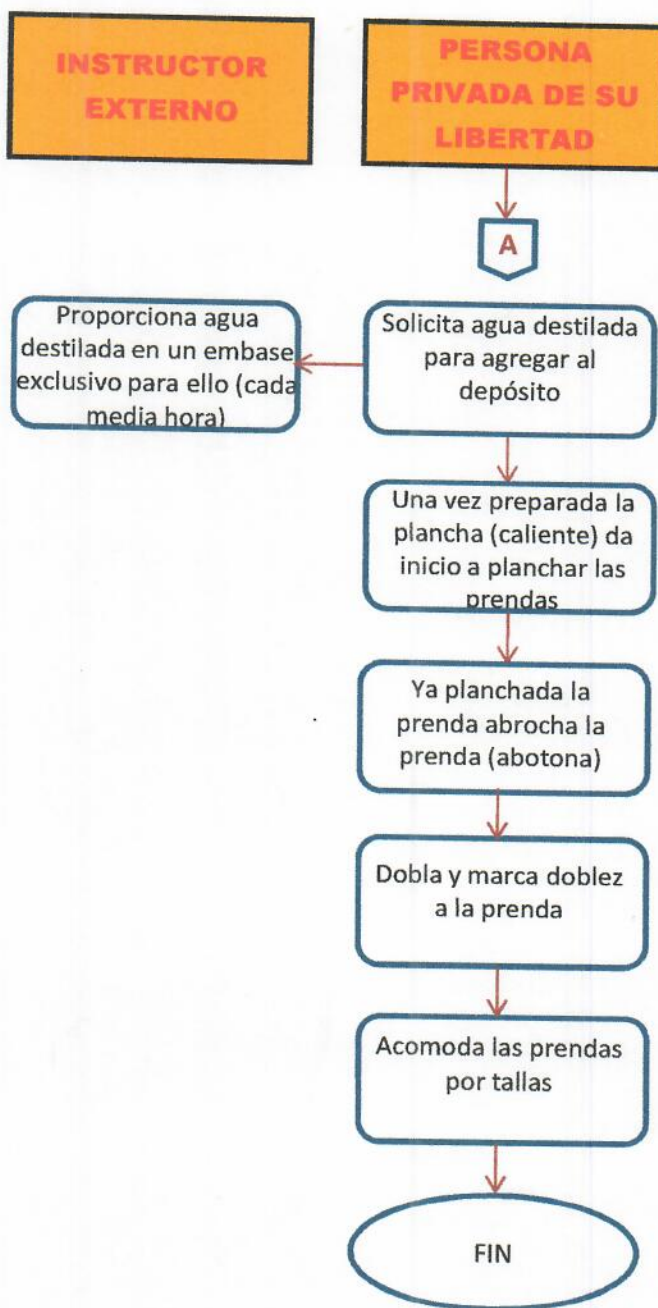 INSTRUCTOR
EXTERNO
PERSONA
PRIVADA DE SU
LIBERTAD
A
Solicita agua destilada
para agregar al
depósito
Proporciona agua
destilada en un embase
exclusivo para ello (cada
media hora)
Una vez preparada la
plancha (caliente) da
inicio a planchar las
prendas
Ya planchada la
prenda abrocha la
prenda (abotona)
Dobla y marca doblez
a la prenda
Acomoda las prendas
por tallas
FIN